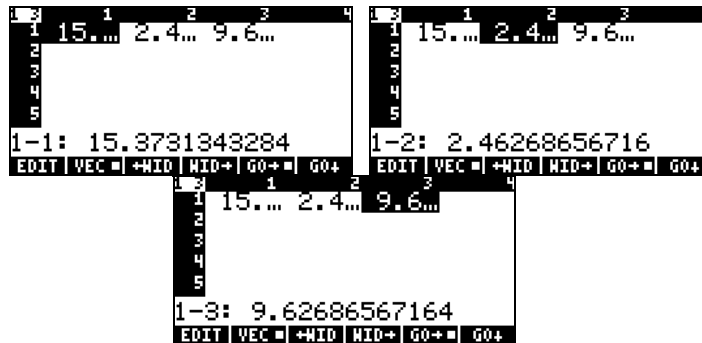 1 3 1 2 3 4
1 15.… 2.4… 9.6…
2
3
4
5
1-1: 15.3731343284
EDIT VEC ■ ←WID WID→ GO→■ GO↓
1 3 1 2 3
1 15.… 2.4… 9.6…
2
3
4
5
1-2: 2.46268656716
EDIT VEC ■ ←WID WID→ GO→■ GO↓
1 3 1 2 3 4
1 15.… 2.4… 9.6…
2
3
4
5
1-3: 9.62686567164
EDIT VEC ■ ←WID WID→ GO→■ GO↓